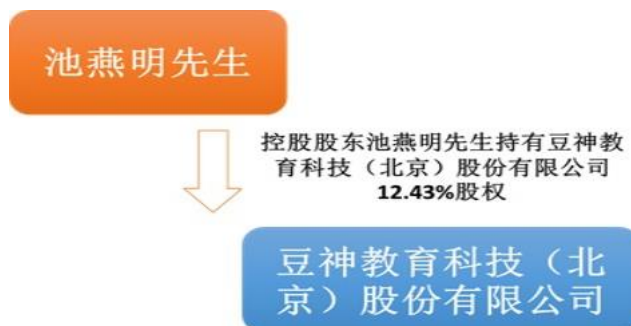 池燕明先生
控股股东池燕明先生持有豆神教
育科技（北京）股份有限公司
12.43%股权
豆神教育科技（北
京）股份有限公司